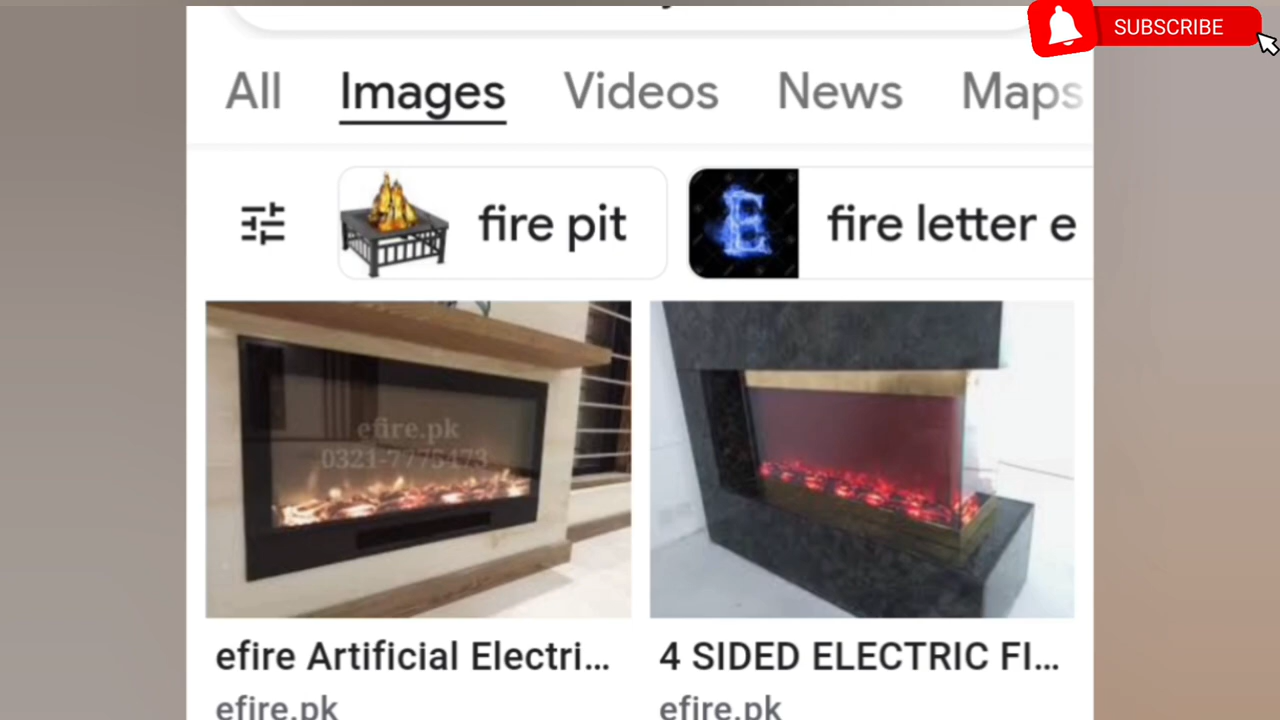 SUBSCRIBE
All Images Videos News Maps
fire pit
E
fire letter e
efire.pk
0321-7775473
efire Artificial Electri...
efire.pk
4 SIDED ELECTRIC FI...
efire.pk